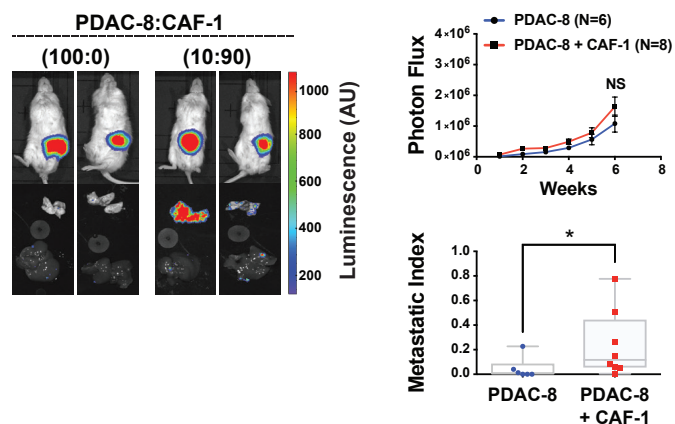 PDAC-8:CAF-1
(100:0)
(10:90)
1000
800
600
400
200
Luminescence (AU)
PDAC-8 (N=6)
PDAC-8 + CAF-1 (N=8)
Photon Flux
4×10⁶
3×10⁶
2×10⁶
1×10⁶
0×10⁶
NS
0 2 4 6 8
Weeks
Metastatic Index
1.0
0.8
0.6
0.4
0.2
0.0
*
PDAC-8
PDAC-8
+ CAF-1